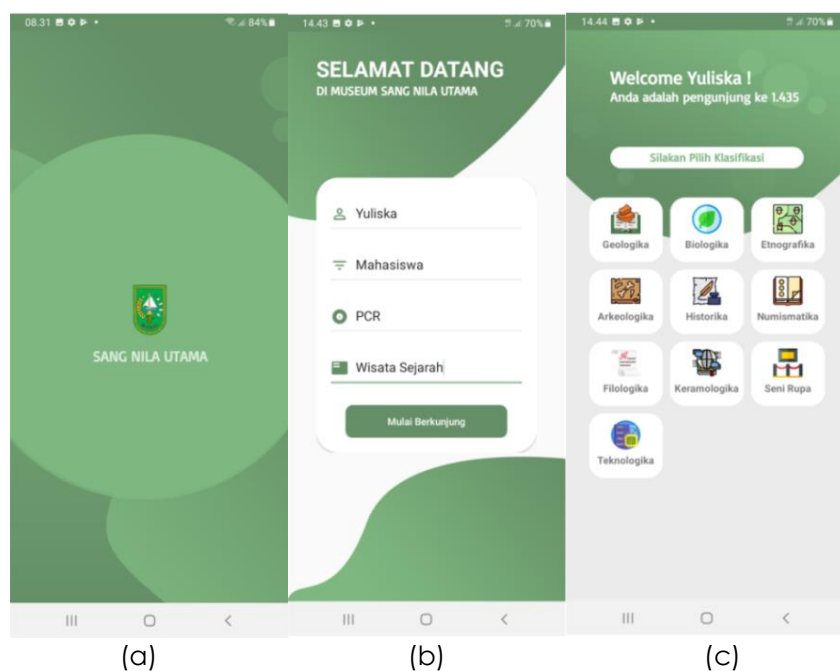 08.31
84%
SANG NILA UTAMA
(a)
14.43
70%
SELAMAT DATANG
DI MUSEUM SANG NILA UTAMA
Yuliska
Mahasiswa
PCR
Wisata Sejarah
Mulai Berkunjung
(b)
14.44
70%
Welcome Yuliska !
Anda adalah pengunjung ke 1.435
Silakan Pilih Klasifikasi
Geologika
Biologika
Etnografika
Arkeologika
Historika
Numismatika
Filologika
Keramologika
Seni Rupa
Teknologika
(c)